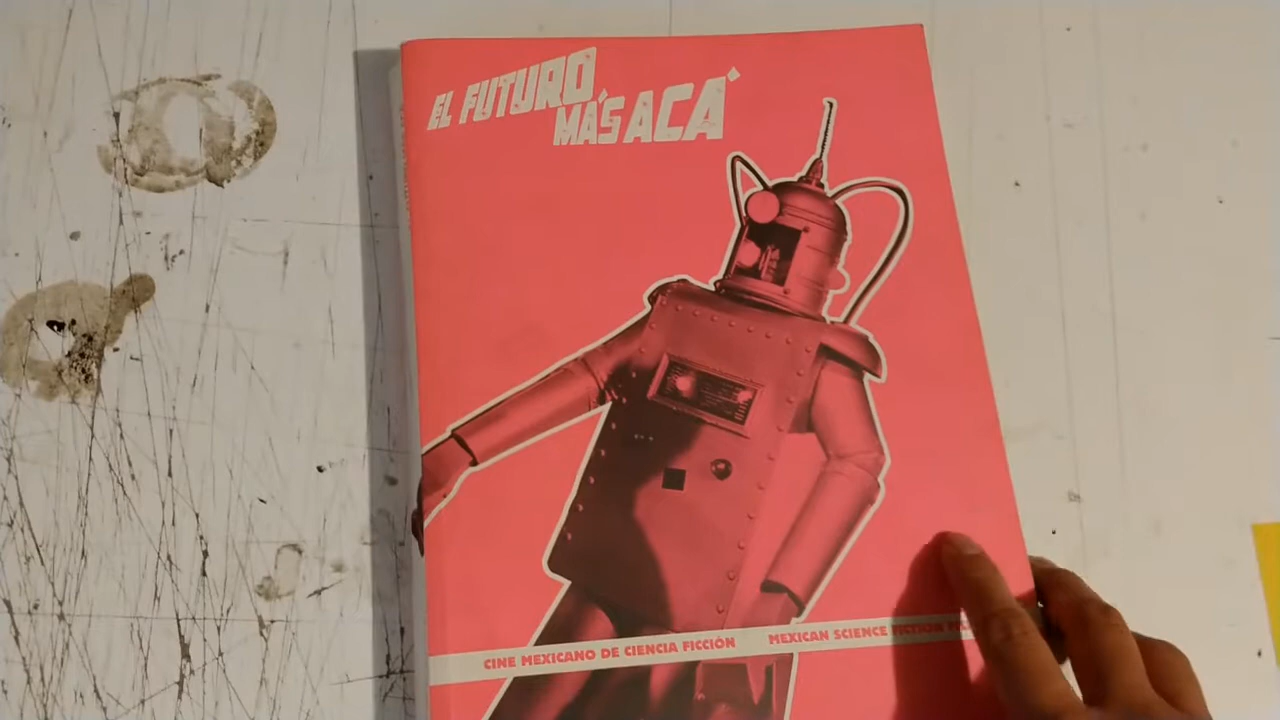 EL FUTURO
MÁS ACÁ
CINE MEXICANO DE CIENCIA FICCIÓN
MEXICAN SCIENCE FICTION